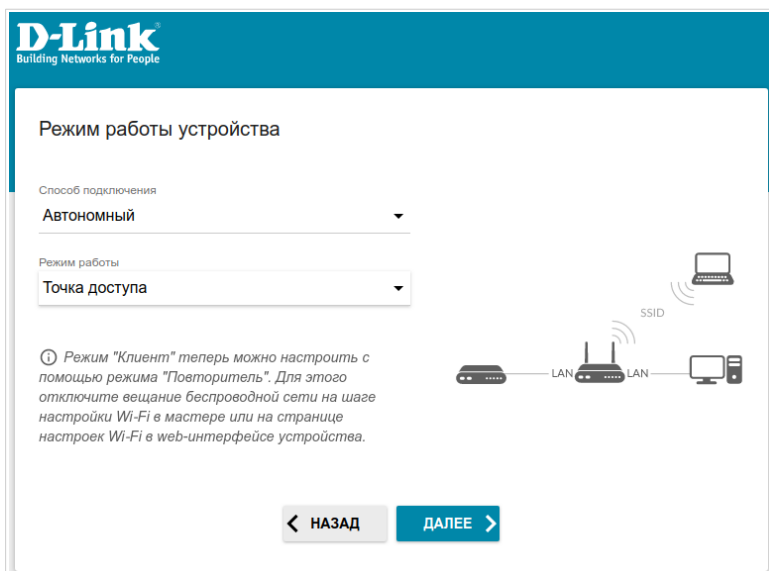 D-Link
Building Networks for People
Режим работы устройства
Способ подключения
Автономный
Режим работы
Точка доступа
Режим "Клиент" теперь можно настроить с
помощью режима "Повторитель". Для этого
отключите вещание беспроводной сети на шаге
настройки Wi-Fi в мастере или на странице
настроек Wi-Fi в web-интерфейсе устройства.
SSID
LAN
LAN
НАЗАД
ДАЛЕЕ